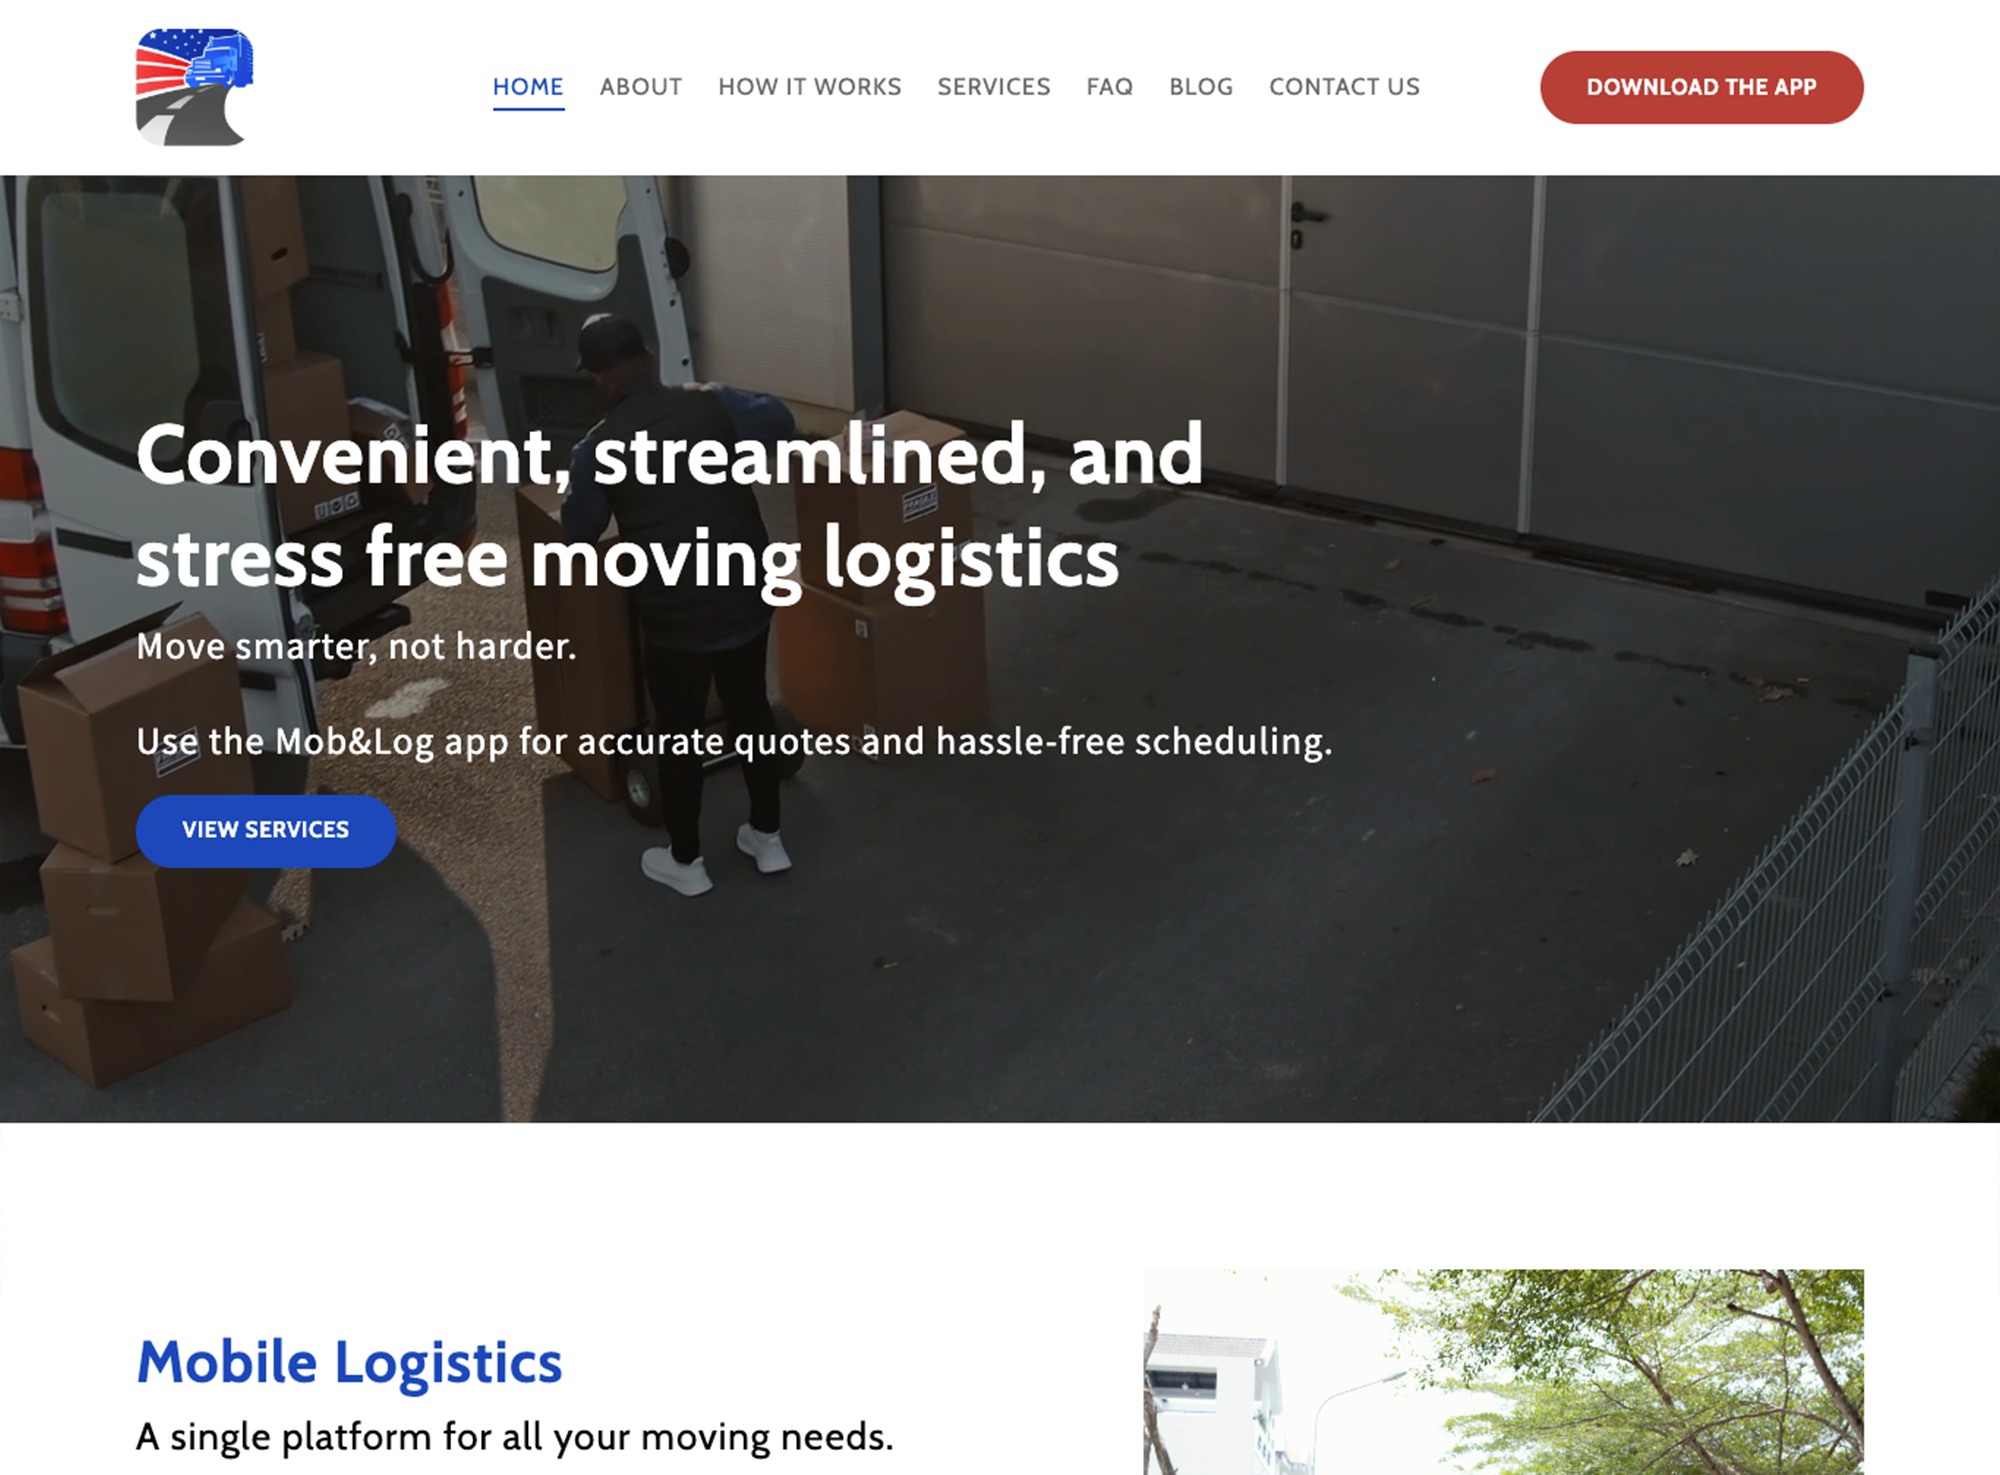 HOME ABOUT HOW IT WORKS SERVICES FAQ BLOG CONTACT US DOWNLOAD THE APP
Convenient, streamlined, and
stress free moving logistics
Move smarter, not harder.
Use the Mob&Log app for accurate quotes and hassle-free scheduling.
VIEW SERVICES
Mobile Logistics
A single platform for all your moving needs.